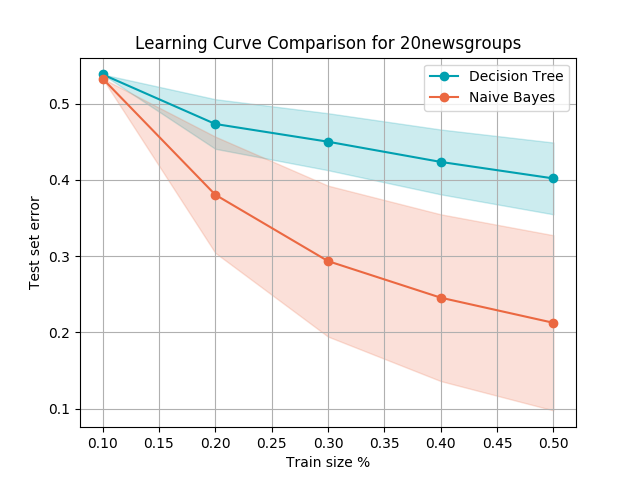 Learning Curve Comparison for 20newsgroups
Decision Tree
Naive Bayes
Test set error
0.5
0.4
0.3
0.2
0.1
0.10 0.15 0.20 0.25 0.30 0.35 0.40 0.45 0.50
Train size %